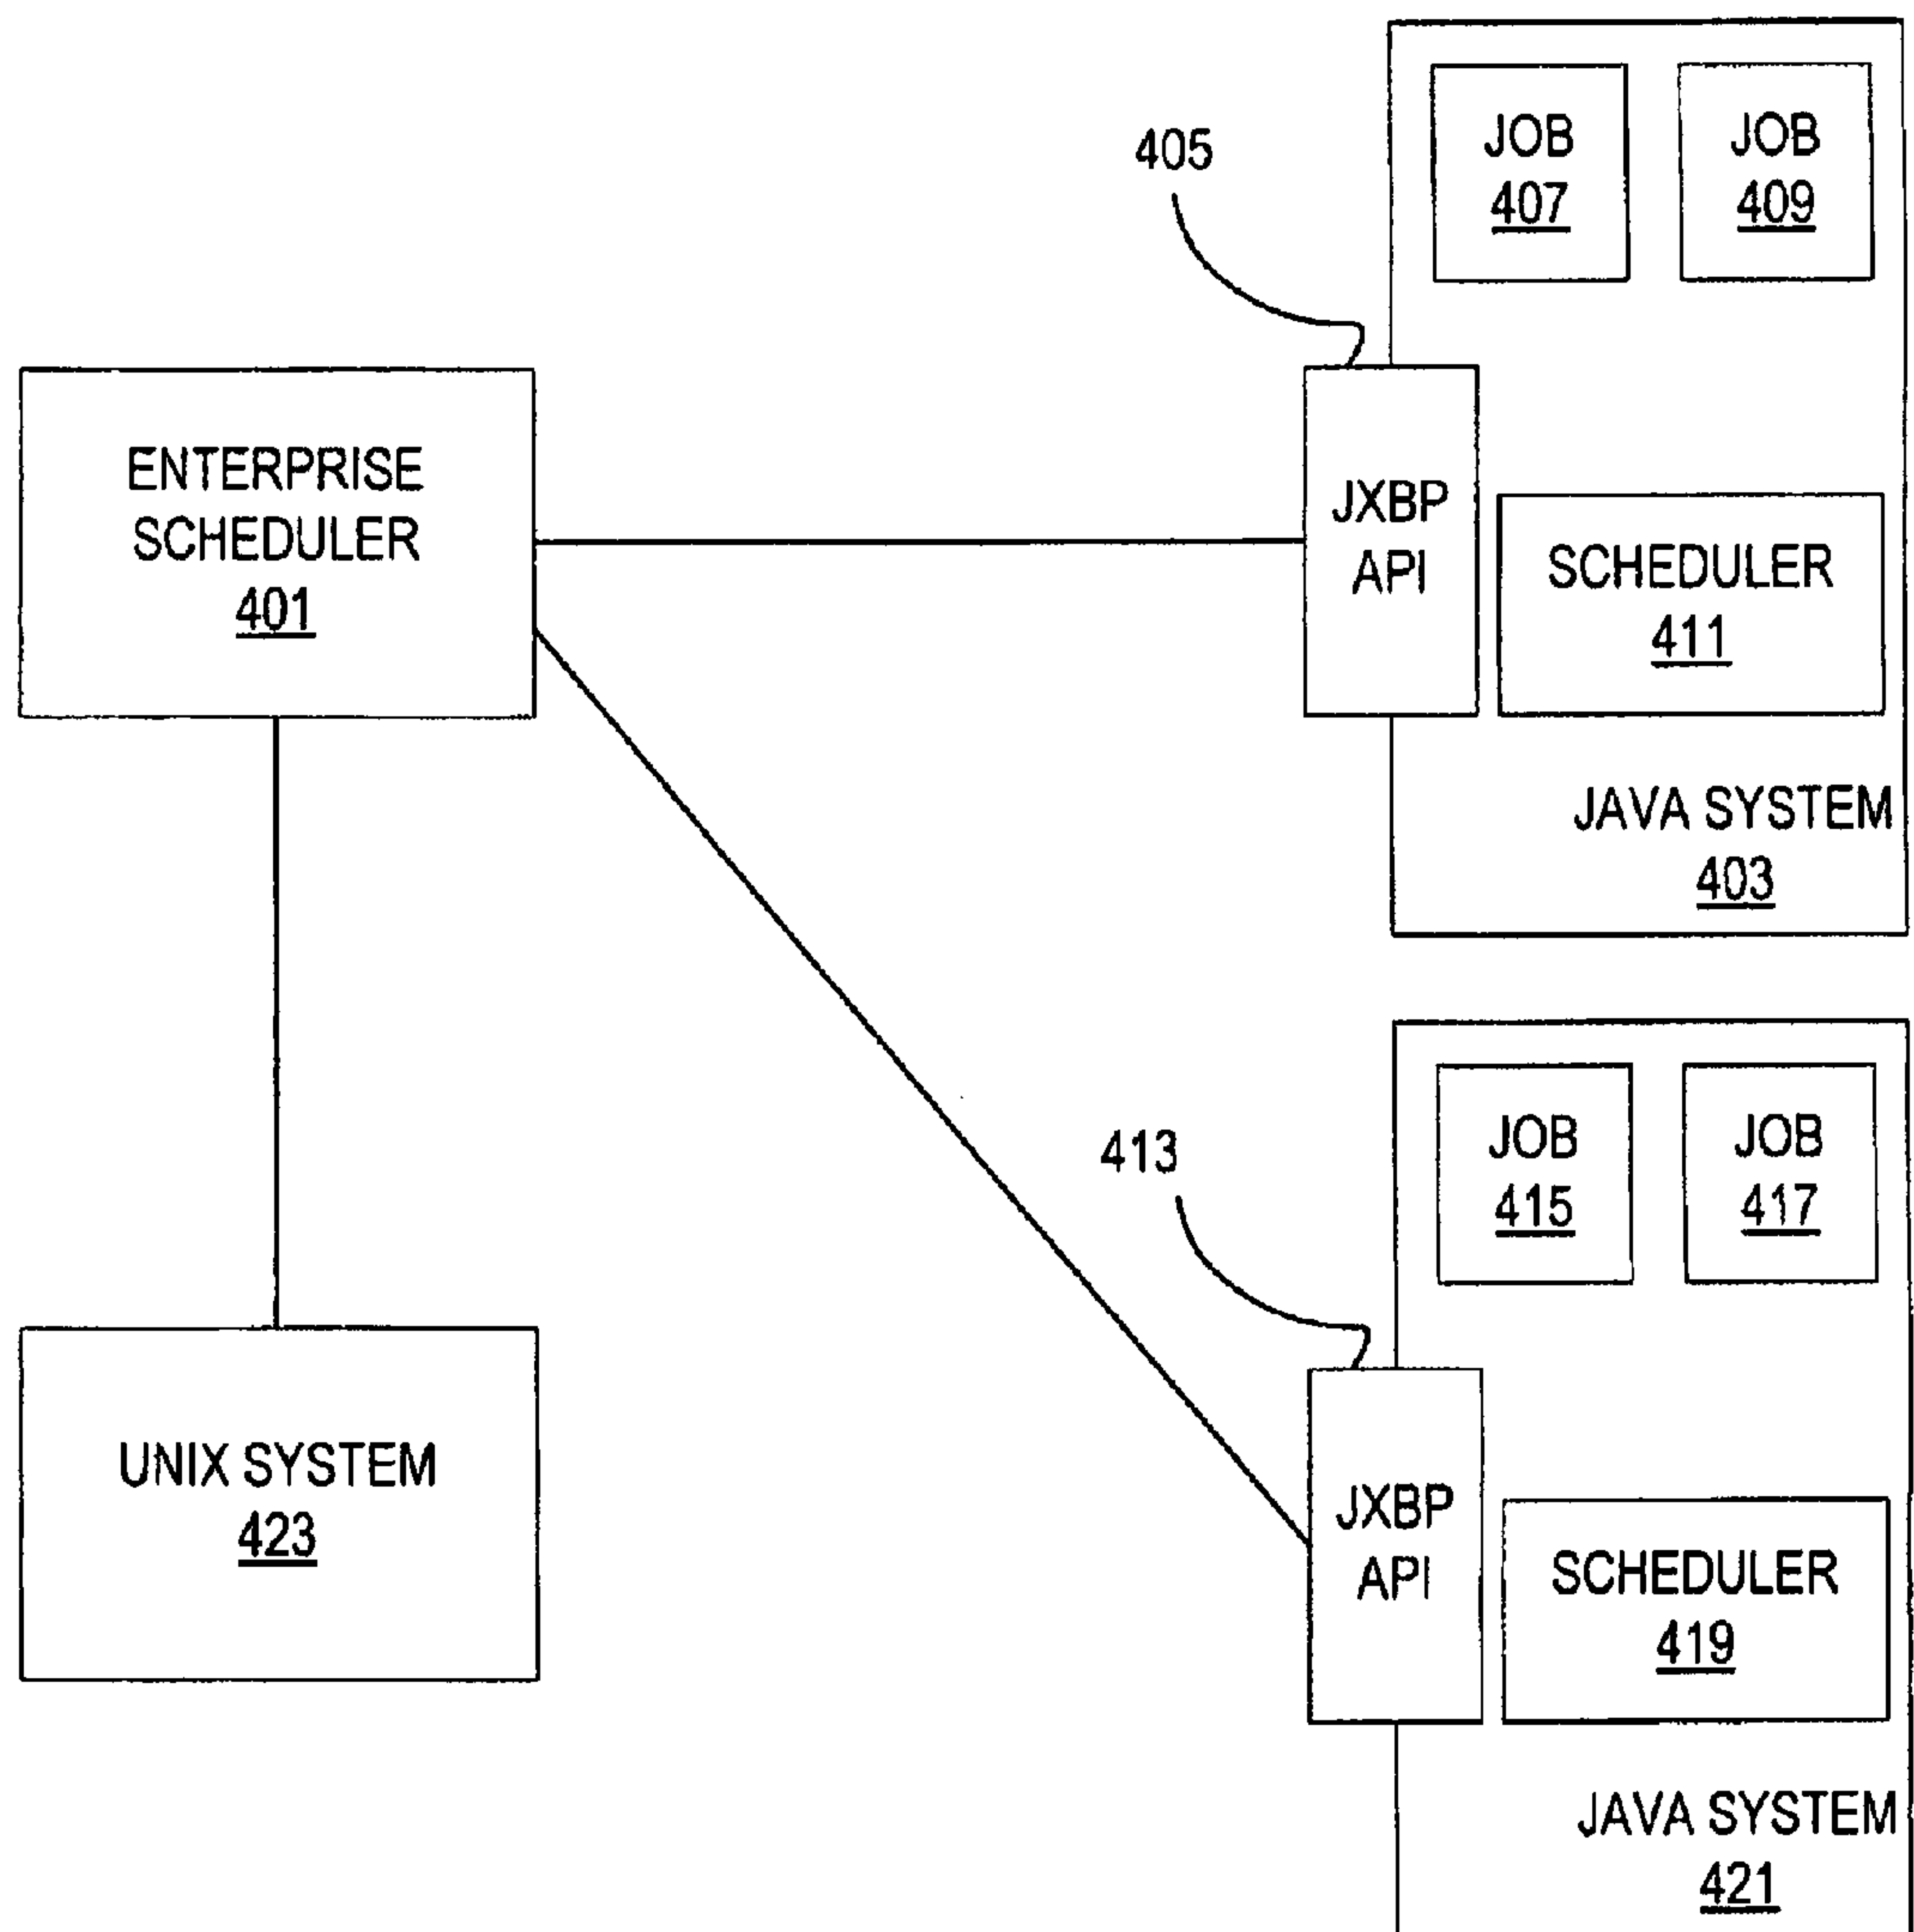 405
JOB
407
JOB
409
ENTERPRISE
SCHEDULER
401
JXBP
API
SCHEDULER
411
JAVA SYSTEM
403
413
JOB
415
JOB
417
UNIX SYSTEM
423
JXBP
API
SCHEDULER
419
JAVA SYSTEM
421